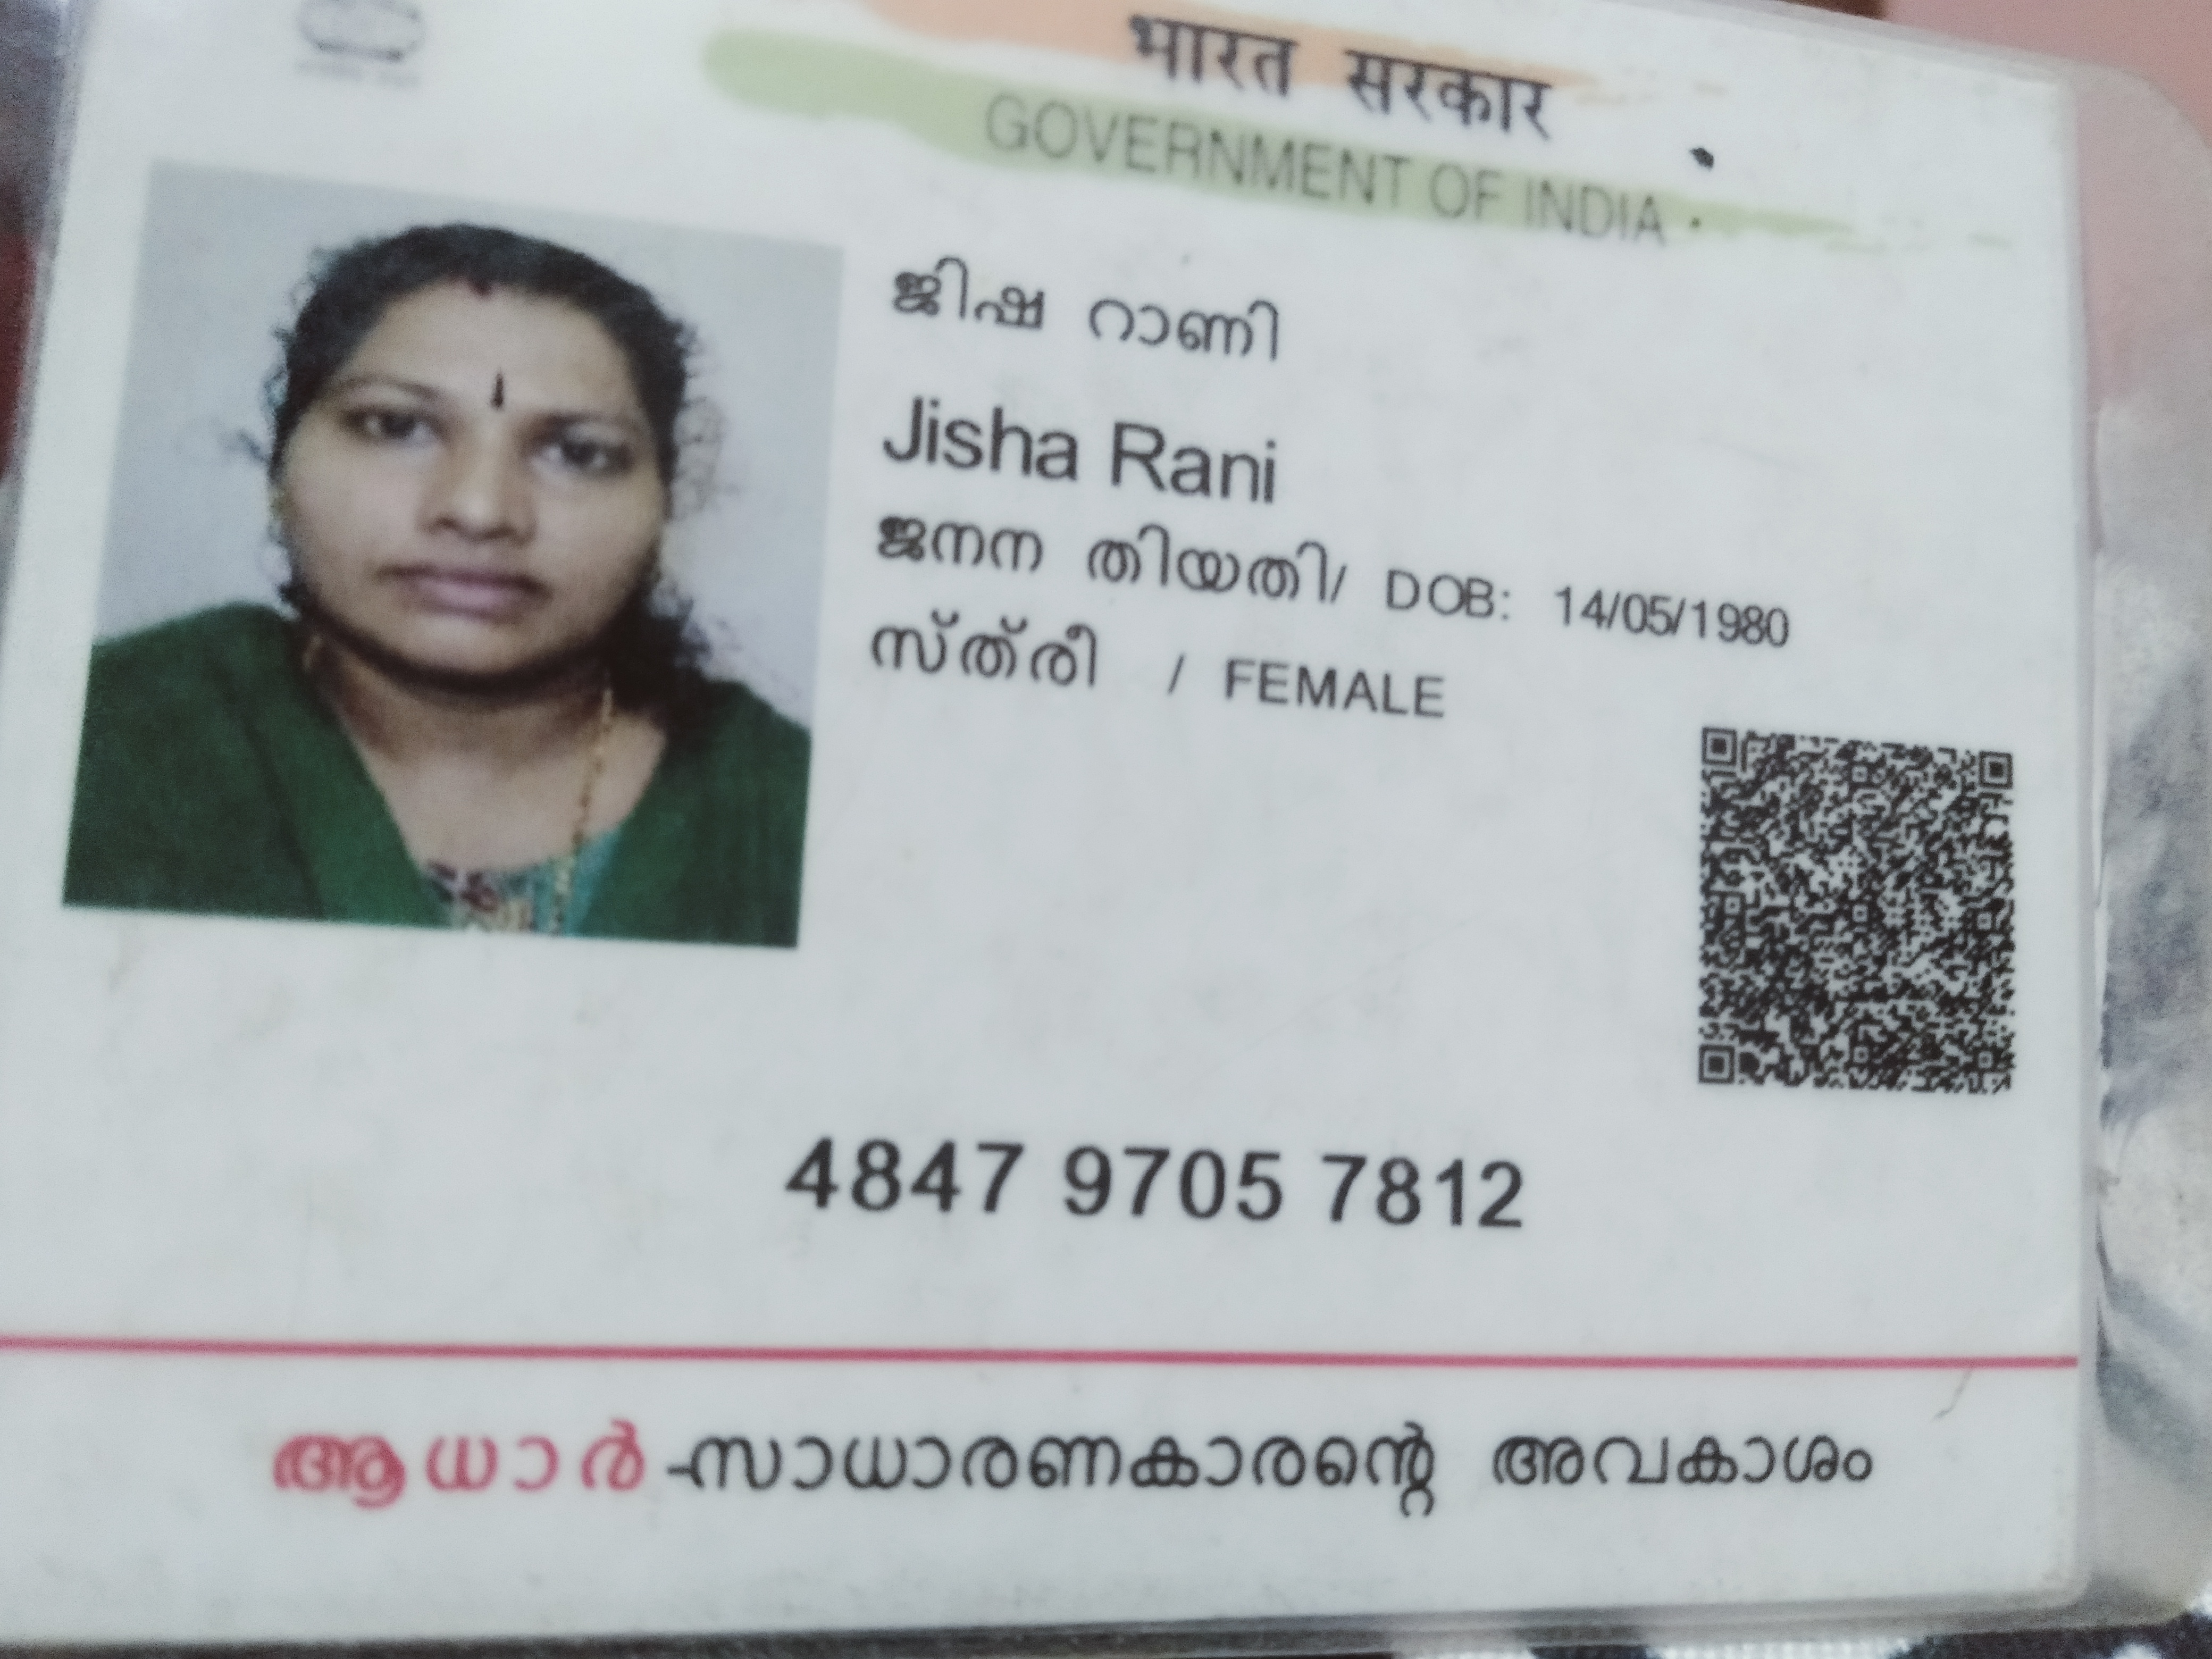 भारत सरकार
GOVERNMENT OF INDIA
ജിഷ റാണി
Jisha Rani
ജനന തിയതി/ DOB: 14/05/1980
സ്ത്രീ / FEMALE
4847 9705 7812
ആധാർ-സാധാരണകാരന്റെ അവകാശം